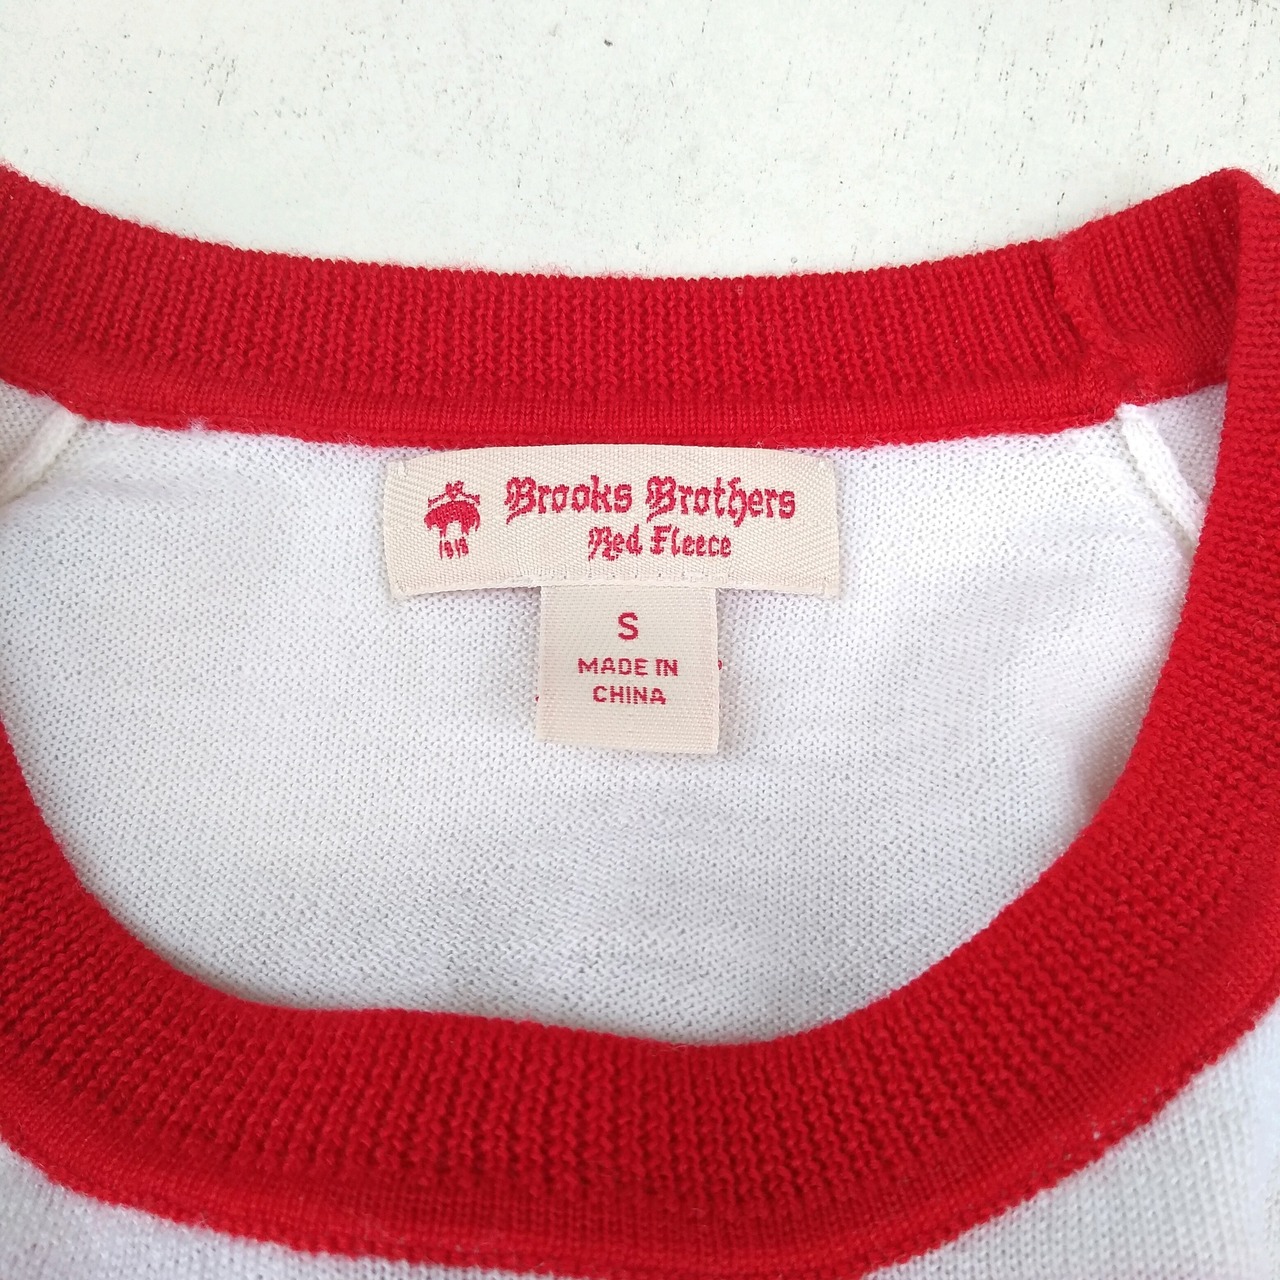 Brooks Brothers
Red Fleece
1818
S
MADE IN
CHINA